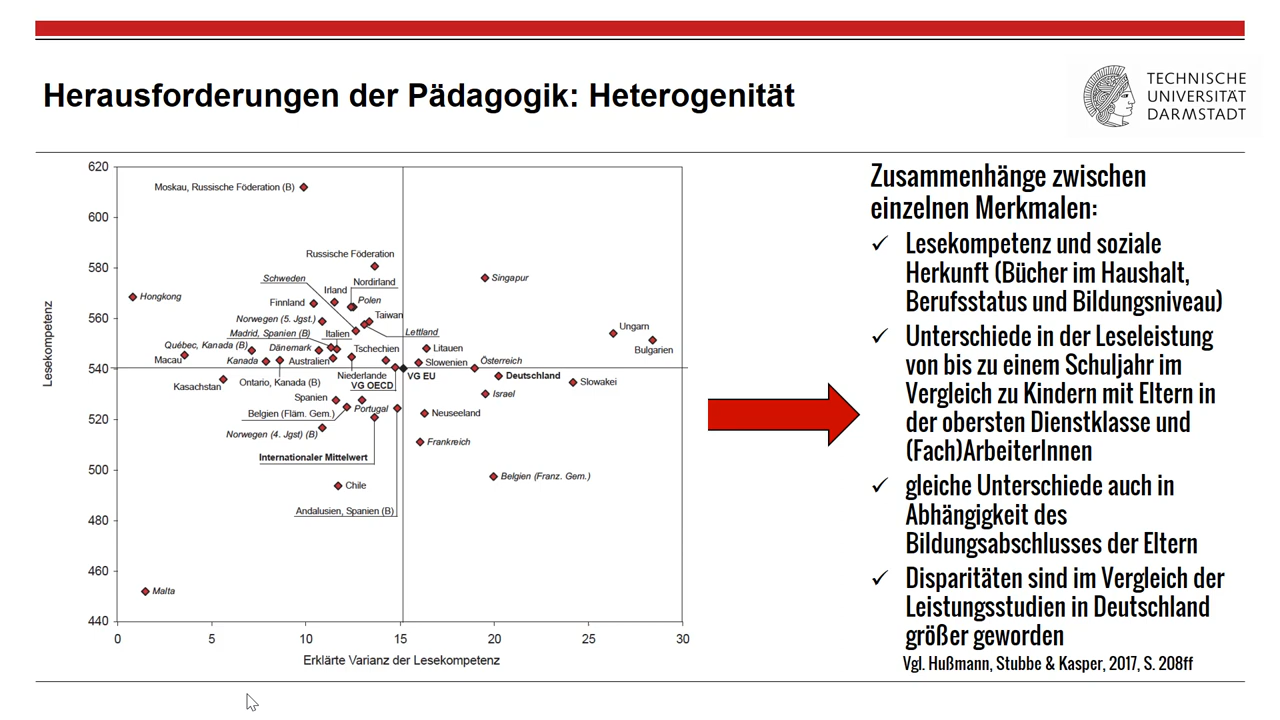 Herausforderungen der Pädagogik: Heterogenität
TECHNISCHE
UNIVERSITÄT
DARMSTADT
Lesekompetenz
620
600
580
560
540
520
500
480
460
440
Moskau, Russische Föderation (B)
Russische Föderation
Schweden
Nordirland
Singapur
Irland
Hongkong
Finnland
Polen
Norwegen (5. Jgst.)
Taiwan
Ungarn
Madrid, Spanien (B)
Italien
Lettland
Québec, Kanada (B)
Dänemark
Tschechien
Litauen
Bulgarien
Macau
Kanada
Australien
Slowenien
Österreich
Kasachstan
Ontario, Kanada (B)
Niederlande
VG OECD
VG EU
Deutschland
Slowakei
Spanien
Israel
Belgien (Fläm. Gem.)
Portugal
Neuseeland
Norwegen (4. Jgst) (B)
Frankreich
Internationaler Mittelwert
Belgien (Franz. Gem.)
Chile
Andalusien, Spanien (B)
Malta
0 5 10 15 20 25 30
Erklärte Varianz der Lesekompetenz
Zusammenhänge zwischen
einzelnen Merkmalen:
✓ Lesekompetenz und soziale
Herkunft (Bücher im Haushalt,
Berufsstatus und Bildungsniveau)
✓ Unterschiede in der Leseleistung
von bis zu einem Schuljahr im
Vergleich zu Kindern mit Eltern in
der obersten Dienstklasse und
(Fach)ArbeiterInnen
✓ gleiche Unterschiede auch in
Abhängigkeit des
Bildungsabschlusses der Eltern
✓ Disparitäten sind im Vergleich der
Leistungsstudien in Deutschland
größer geworden
Vgl. Hußmann, Stubbe & Kasper, 2017, S. 208ff